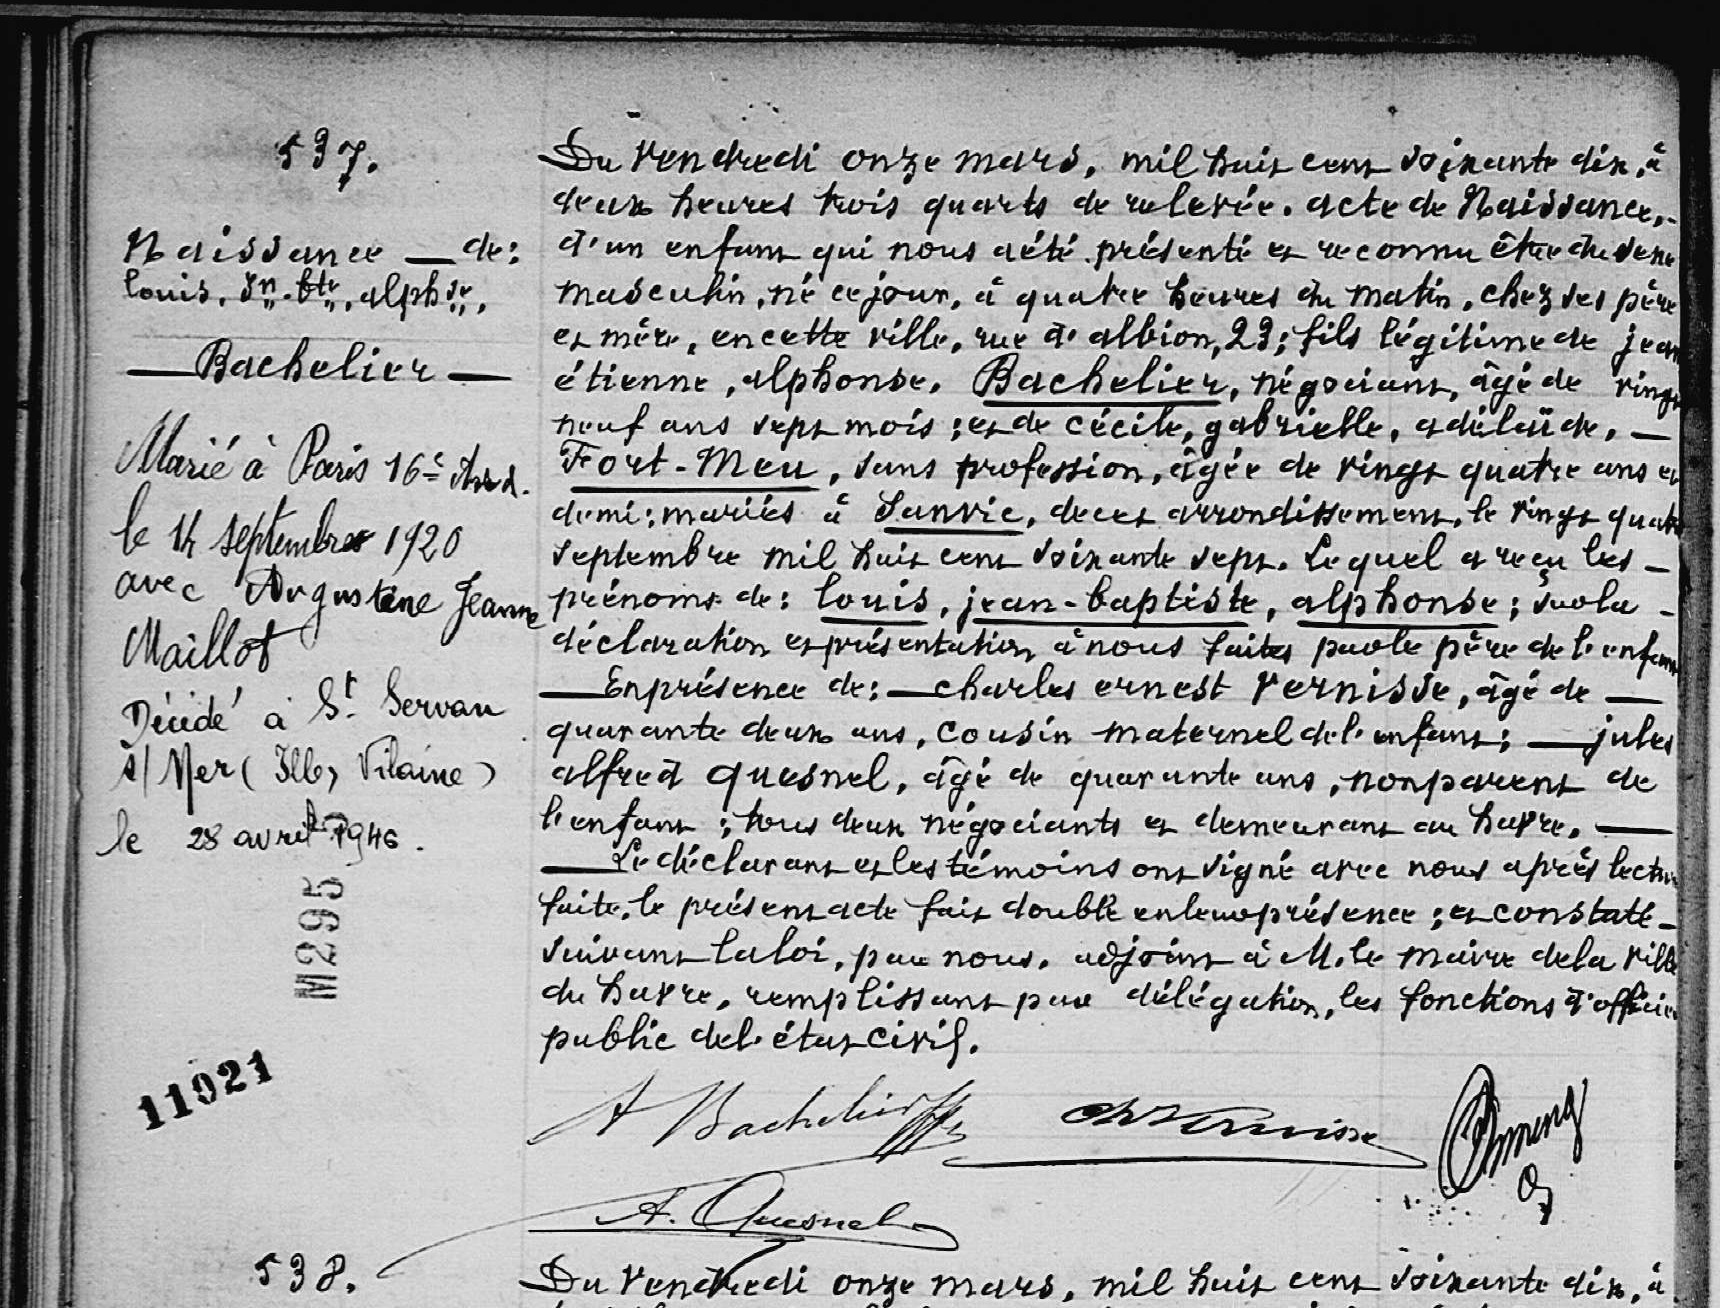 537.
Naissance — de:
louis, Jn. bte, alphse,
— Bachelier —
Marié à Paris 16e Arrd.
le 14 septembre 1920
avec Augustine Jeanne
Maillot
Décidé à St. Servan
s/ Mer (Ille, Vilaine)
le 28 avril 1946.
M295
11921
Du vendredi onze mars, mil huit cent soixante dix, à
deux heures trois quarts de relevée. acte de Naissance,
d'un enfant qui nous a été présenté et reconnu être du sexe
masculin, né ce jour, à quatre heures du matin, chez ses père
et mère, en cette ville, rue d'albion, 23; fils légitime de jean
étienne, alphonse, Bachelier, négociant, âgé de vingt
neuf ans sept mois; et de cécile, gabrielle, adélaïde, —
Fort-Meu, sans profession, âgée de vingt quatre ans et
demi; mariés à Sanvic, de cet arrondissement, le vingt quatre
septembre mil huit cent soixante sept. Lequel a reçu les —
prénoms de: louis, jean-baptiste, alphonse; sur la —
déclaration et présentation à nous faites par le père de l'enfant
— En présence de: — charles ernest Vernisse, âgé de —
quarante deux ans, cousin maternel de l'enfant; — jules
alfred quesnel, âgé de quarante ans, non parent de
l'enfant; tous deux négociants et demeurant au havre. —
— Le déclarant et les témoins ont signé avec nous après lecture
faite, le présent acte fait double en leur présence; et constaté —
suivant la loi, par nous, adjoint à M. le maire de la ville
du havre, remplissant par délégation, les fonctions d'officier
public de l'état civil.
A Bachelier
Ch Vernisse
A. Quesnel
538.
Du vendredi onze mars, mil huit cent soixante dix, à